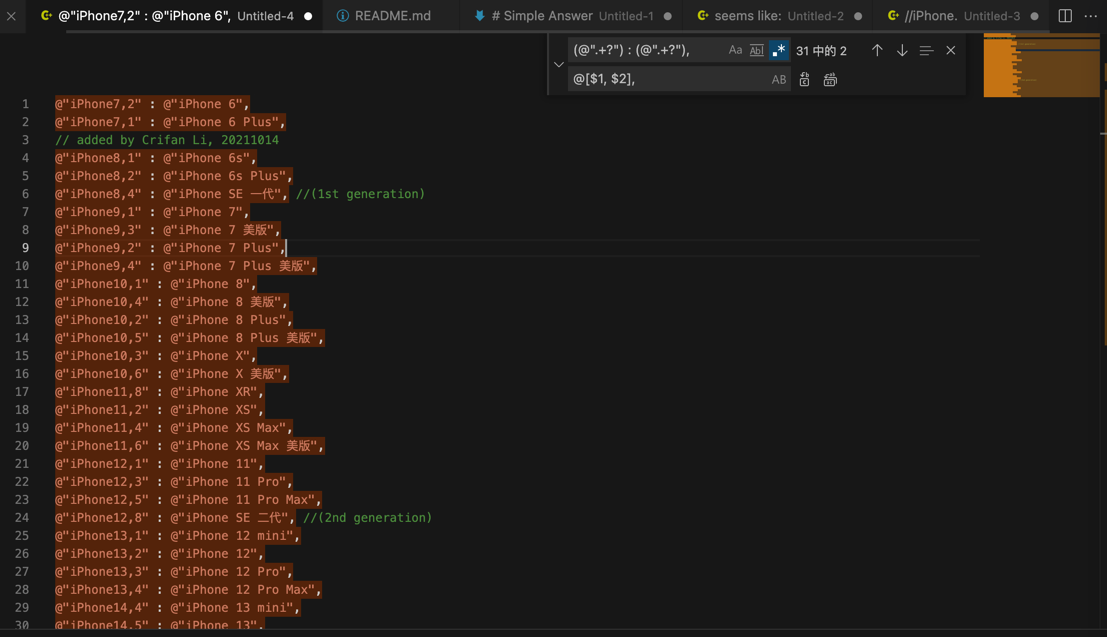 @"iPhone7,2" : @"iPhone 6", Untitled-4
README.md
# Simple Answer Untitled-1
seems like: Untitled-2
//iPhone. Untitled-3
(@".+?") : (@".+?"),
Aa
Abl
31 中的 2
@[$1, $2],
AB
1 @"iPhone7,2" : @"iPhone 6",
2 @"iPhone7,1" : @"iPhone 6 Plus",
3 // added by Crifan Li, 20211014
4 @"iPhone8,1" : @"iPhone 6s",
5 @"iPhone8,2" : @"iPhone 6s Plus",
6 @"iPhone8,4" : @"iPhone SE 一代", //(1st generation)
7 @"iPhone9,1" : @"iPhone 7",
8 @"iPhone9,3" : @"iPhone 7 美版",
9 @"iPhone9,2" : @"iPhone 7 Plus",
10 @"iPhone9,4" : @"iPhone 7 Plus 美版",
11 @"iPhone10,1" : @"iPhone 8",
12 @"iPhone10,4" : @"iPhone 8 美版",
13 @"iPhone10,2" : @"iPhone 8 Plus",
14 @"iPhone10,5" : @"iPhone 8 Plus 美版",
15 @"iPhone10,3" : @"iPhone X",
16 @"iPhone10,6" : @"iPhone X 美版",
17 @"iPhone11,8" : @"iPhone XR",
18 @"iPhone11,2" : @"iPhone XS",
19 @"iPhone11,4" : @"iPhone XS Max",
20 @"iPhone11,6" : @"iPhone XS Max 美版",
21 @"iPhone12,1" : @"iPhone 11",
22 @"iPhone12,3" : @"iPhone 11 Pro",
23 @"iPhone12,5" : @"iPhone 11 Pro Max",
24 @"iPhone12,8" : @"iPhone SE 二代", //(2nd generation)
25 @"iPhone13,1" : @"iPhone 12 mini",
26 @"iPhone13,2" : @"iPhone 12",
27 @"iPhone13,3" : @"iPhone 12 Pro",
28 @"iPhone13,4" : @"iPhone 12 Pro Max",
29 @"iPhone14,4" : @"iPhone 13 mini",
30 @"iPhone14,5" : @"iPhone 13",